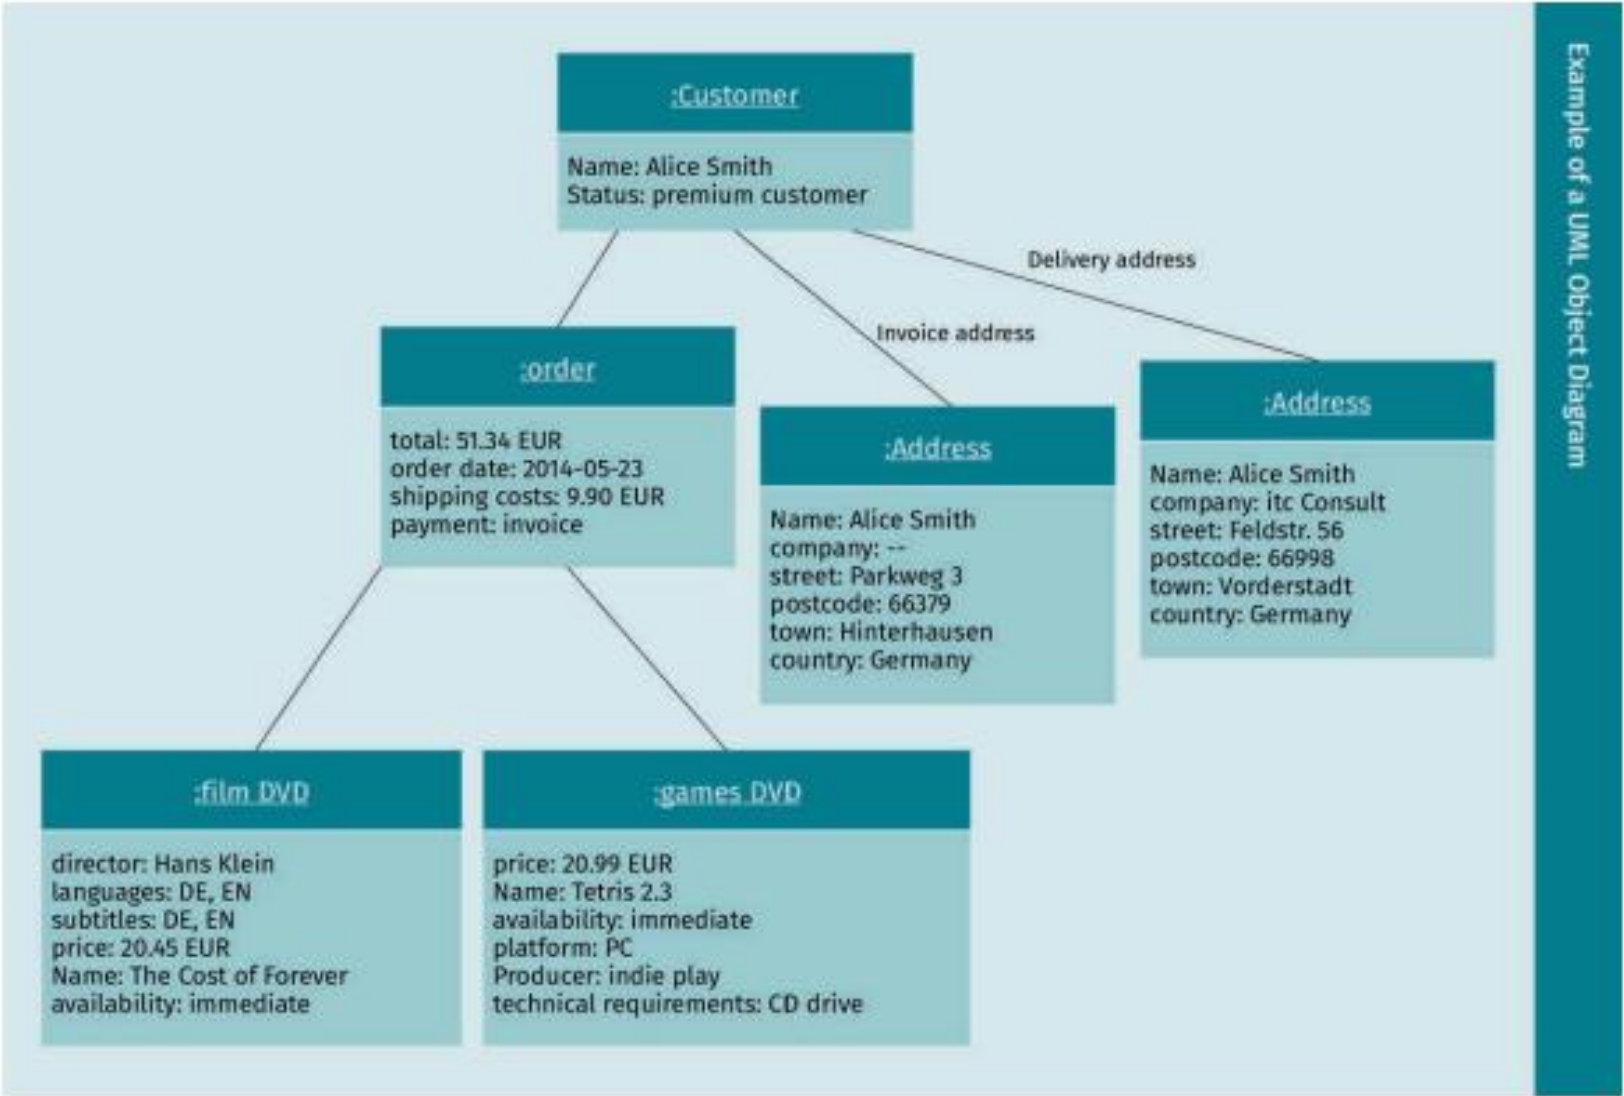 :Customer
Name: Alice Smith
Status: premium customer
Delivery address
Invoice address
:order
total: 51.34 EUR
order date: 2014-05-23
shipping costs: 9.90 EUR
payment: invoice
:Address
Name: Alice Smith
company: --
street: Parkweg 3
postcode: 66379
town: Hinterhausen
country: Germany
:Address
Name: Alice Smith
company: itc Consult
street: Feldstr. 56
postcode: 66998
town: Vorderstadt
country: Germany
:film DVD
director: Hans Klein
languages: DE, EN
subtitles: DE, EN
price: 20.45 EUR
Name: The Cost of Forever
availability: immediate
:games DVD
price: 20.99 EUR
Name: Tetris 2.3
availability: immediate
platform: PC
Producer: indie play
technical requirements: CD drive
Example of a UML Object Diagram